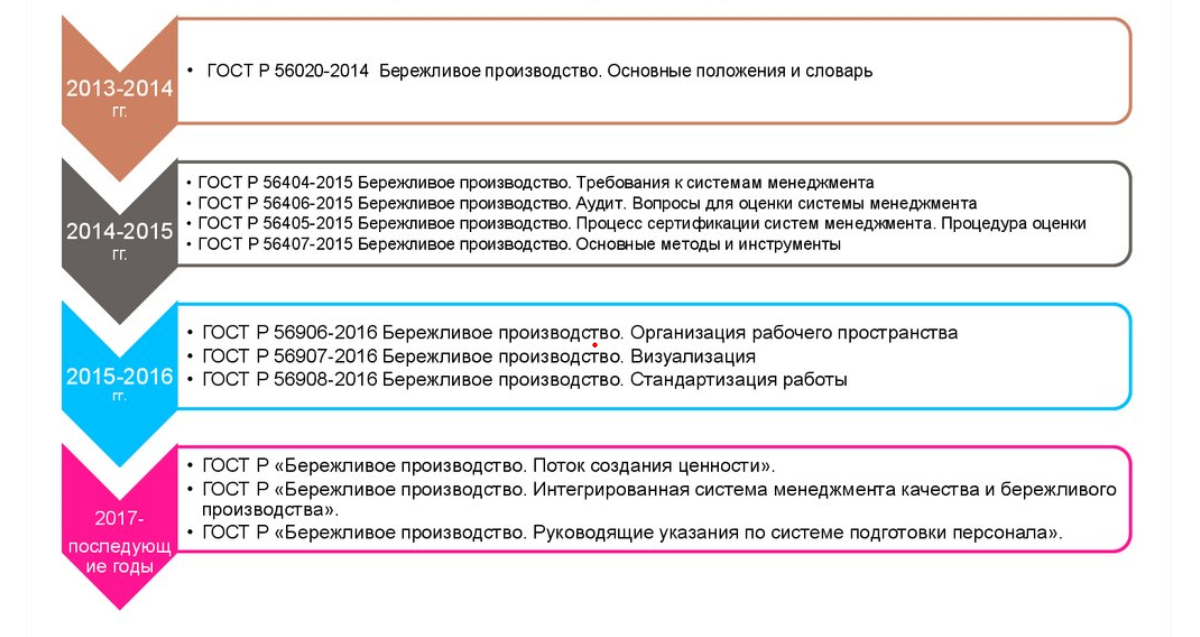 2013-2014
гг.
• ГОСТ Р 56020-2014 Бережливое производство. Основные положения и словарь
2014-2015
гг.
• ГОСТ Р 56404-2015 Бережливое производство. Требования к системам менеджмента
• ГОСТ Р 56406-2015 Бережливое производство. Аудит. Вопросы для оценки системы менеджмента
• ГОСТ Р 56405-2015 Бережливое производство. Процесс сертификации систем менеджмента. Процедура оценки
• ГОСТ Р 56407-2015 Бережливое производство. Основные методы и инструменты
2015-2016
гг.
• ГОСТ Р 56906-2016 Бережливое производство. Организация рабочего пространства
• ГОСТ Р 56907-2016 Бережливое производство. Визуализация
• ГОСТ Р 56908-2016 Бережливое производство. Стандартизация работы
2017-
последующ
ие годы
• ГОСТ Р «Бережливое производство. Поток создания ценности».
• ГОСТ Р «Бережливое производство. Интегрированная система менеджмента качества и бережливого
производства».
• ГОСТ Р «Бережливое производство. Руководящие указания по системе подготовки персонала».